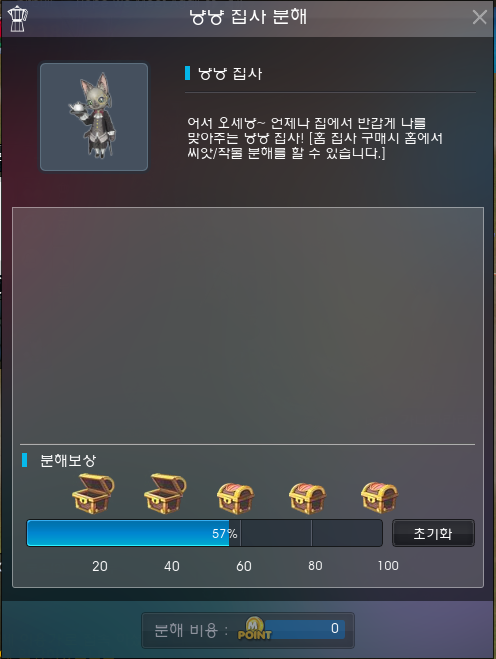 냥냥 집사 분해
냥냥 집사
어서 오세냥~ 언제나 집에서 반갑게 나를
맞아주는 냥냥 집사! [홈 집사 구매시 홈에서
씨앗/작물 분해를 할 수 있습니다.]
분해보상
57%
초기화
20 40 60 80 100
분해 비용 : M POINT 0